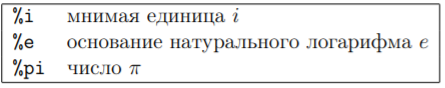 %i мнимая единица i
%e основание натурального логарифма e
%pi число π